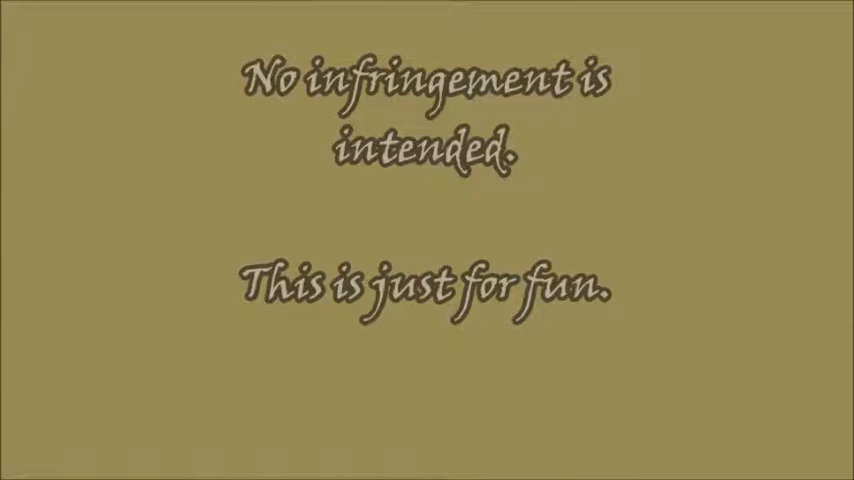 No infringement is
intended.
This is just for fun.